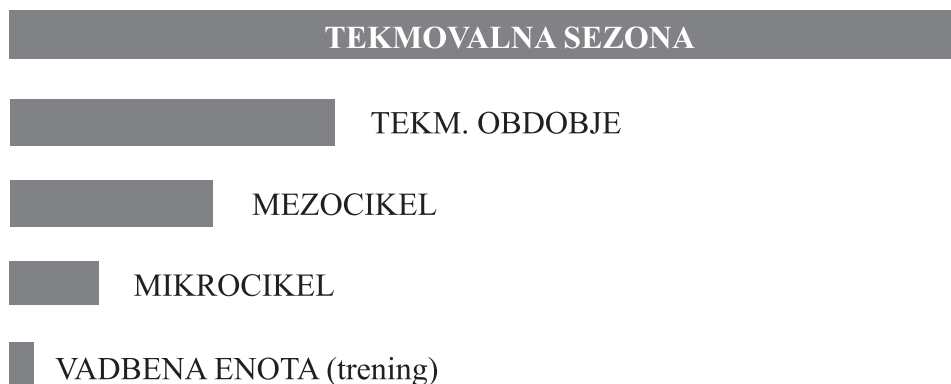 TEKMOVALNA SEZONA
TEKM. OBDOBJE
MEZOCIKEL
MIKROCIKEL
VADBENA ENOTA (trening)